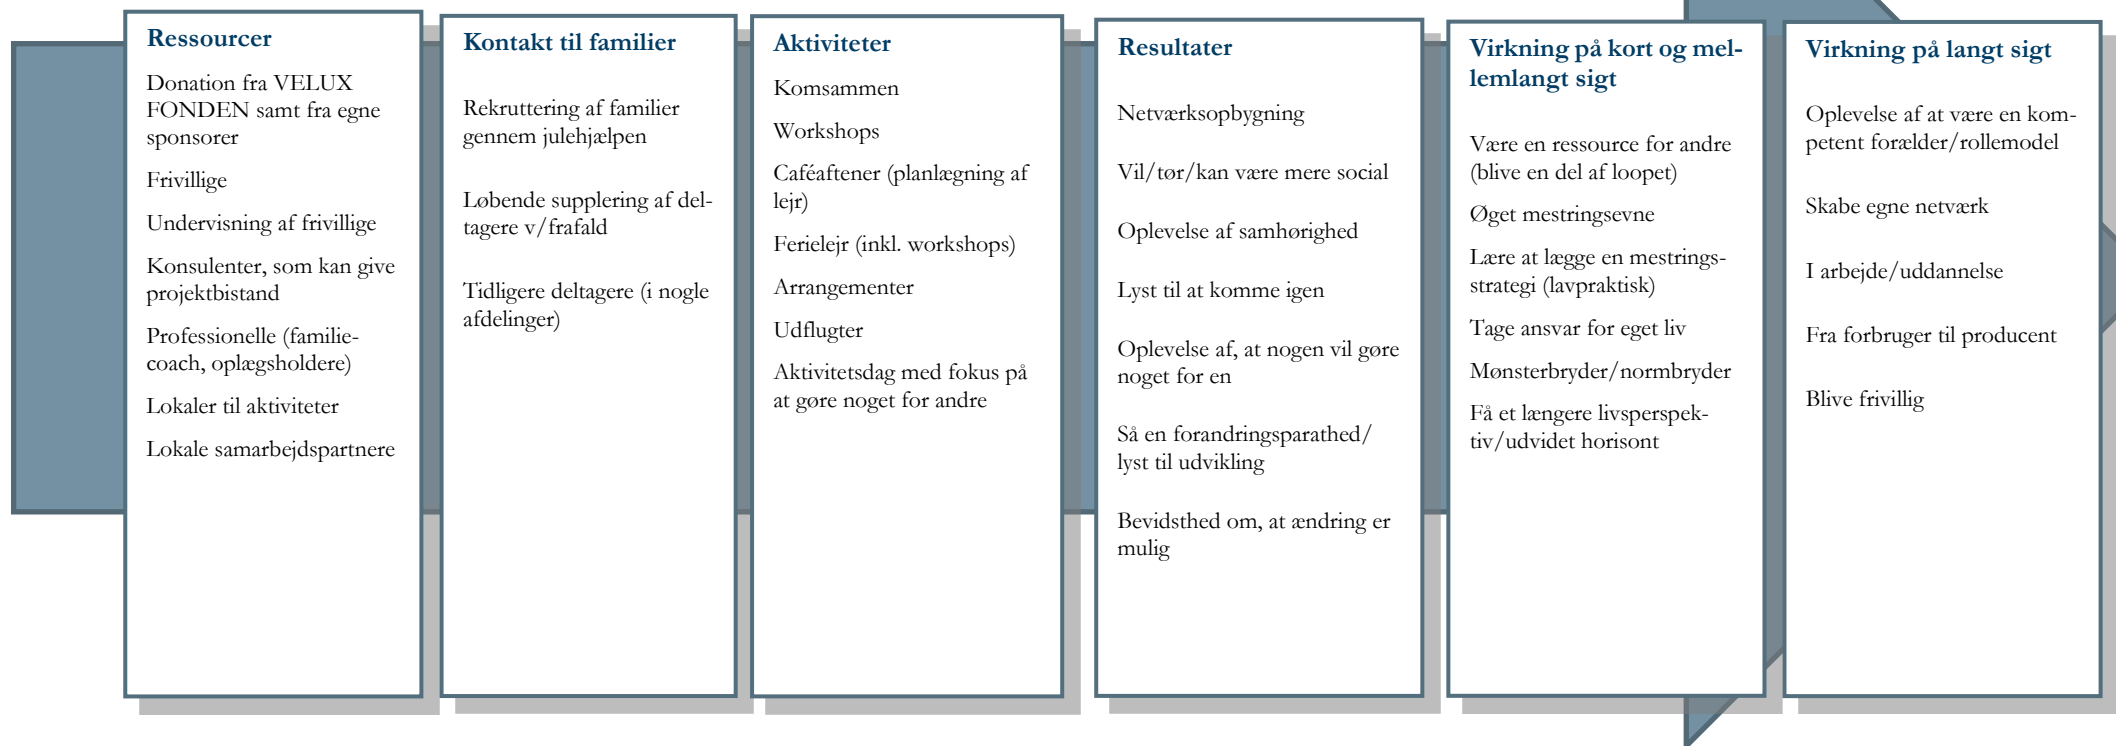 Ressourcer
Donation fra VELUX
FONDEN samt fra egne
sponsorer
Frivillige
Undervisning af frivillige
Konsulenter, som kan give
projektbistand
Professionelle (familie-
coach, oplægsholdere)
Lokaler til aktiviteter
Lokale samarbejdspartnere
Kontakt til familier
Rekruttering af familier
gennem julehjælpen
Løbende supplering af del-
tagere v/frafald
Tidligere deltagere (i nogle
afdelinger)
Aktiviteter
Komsammen
Workshops
Caféaftener (planlægning af
lejr)
Ferielejr (inkl. workshops)
Arrangementer
Udflugter
Aktivitetsdag med fokus på
at gøre noget for andre
Resultater
Netværksopbygning
Vil/tør/kan være mere social
Oplevelse af samhørighed
Lyst til at komme igen
Oplevelse af, at nogen vil gøre
noget for en
Så en forandringsparathed/
lyst til udvikling
Bevidsthed om, at ændring er
mulig
Virkning på kort og mel-
lemlangt sigt
Være en ressource for andre
(blive en del af loopet)
Øget mestringsevne
Lære at lægge en mestrings-
strategi (lavpraktisk)
Tage ansvar for eget liv
Mønsterbryder/normbryder
Få et længere livsperspek-
tiv/udvidet horisont
Virkning på langt sigt
Oplevelse af at være en kom-
petent forælder/rollemodel
Skabe egne netværk
I arbejde/uddannelse
Fra forbruger til producent
Blive frivillig